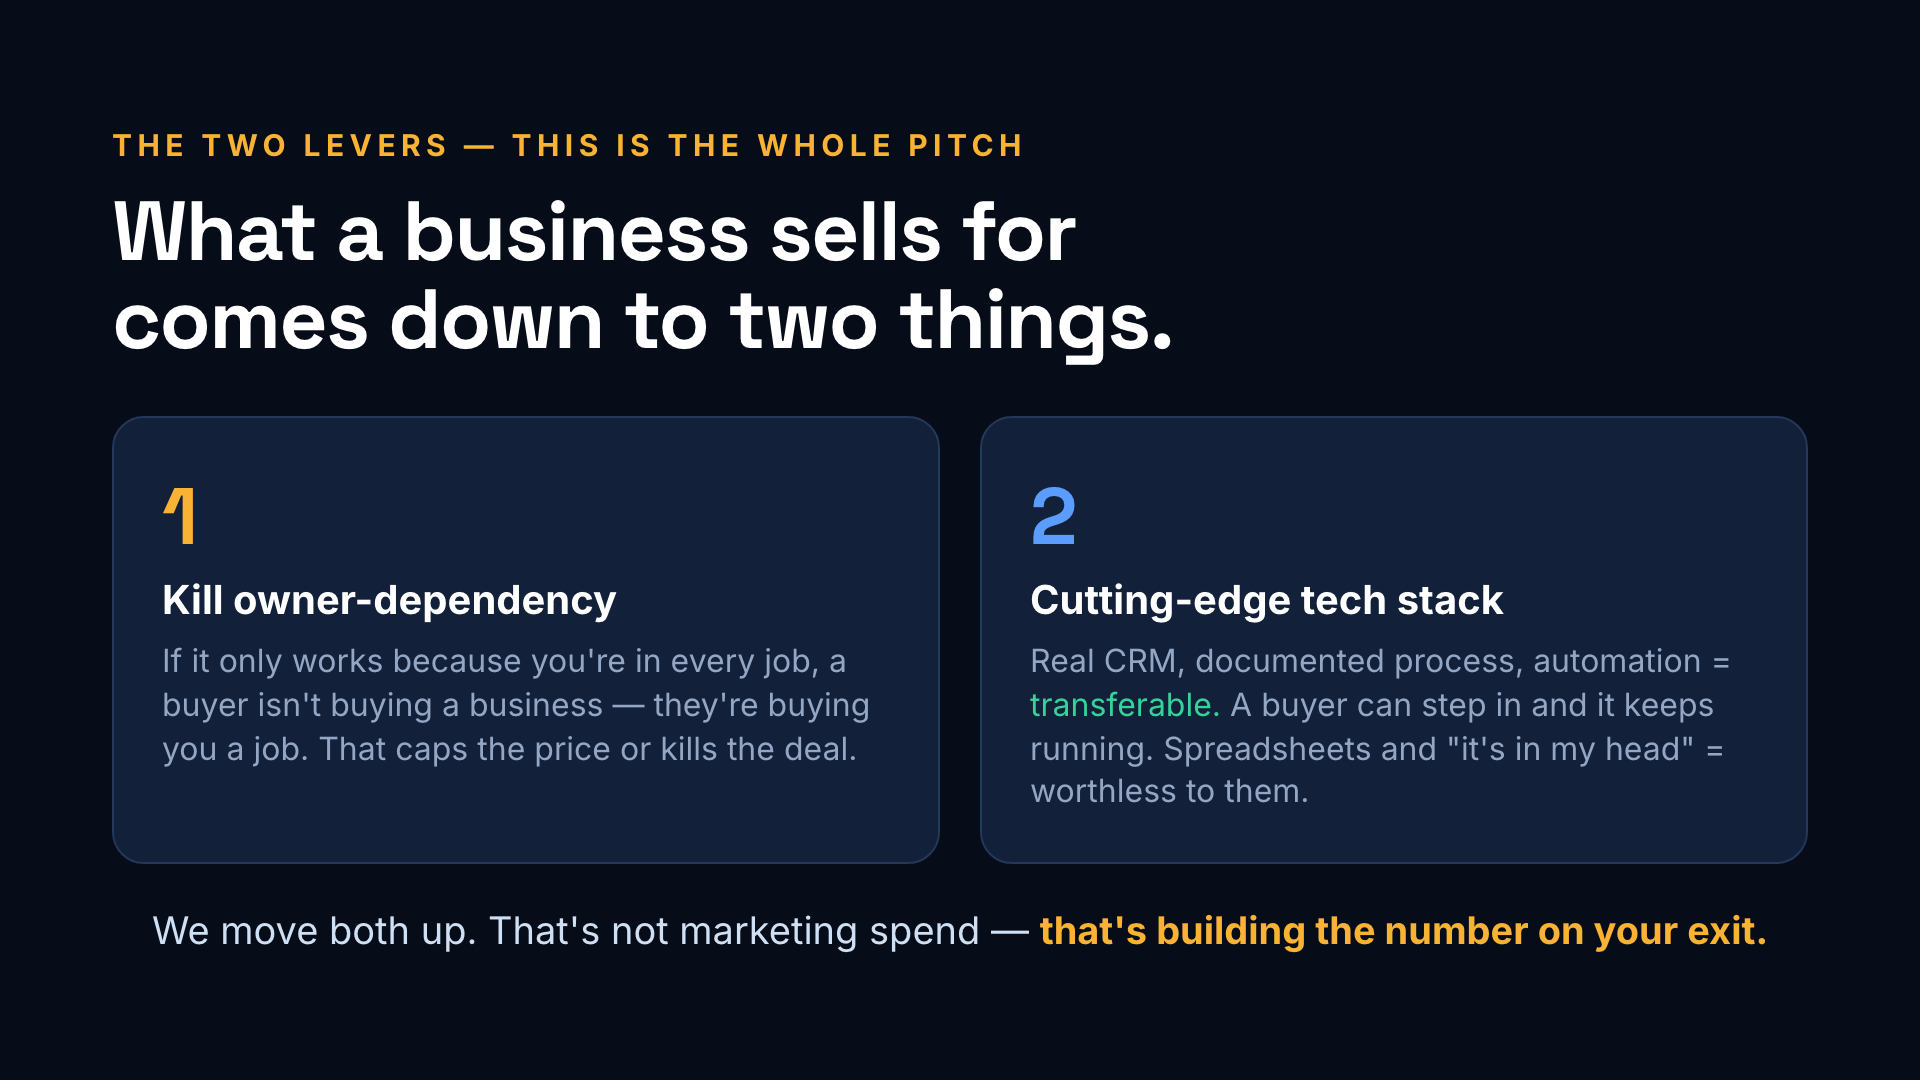 THE TWO LEVERS — THIS IS THE WHOLE PITCH
What a business sells for
comes down to two things.
1
Kill owner-dependency
If it only works because you're in every job, a
buyer isn't buying a business — they're buying
you a job. That caps the price or kills the deal.
2
Cutting-edge tech stack
Real CRM, documented process, automation =
transferable. A buyer can step in and it keeps
running. Spreadsheets and "it's in my head" =
worthless to them.
We move both up. That's not marketing spend — that's building the number on your exit.